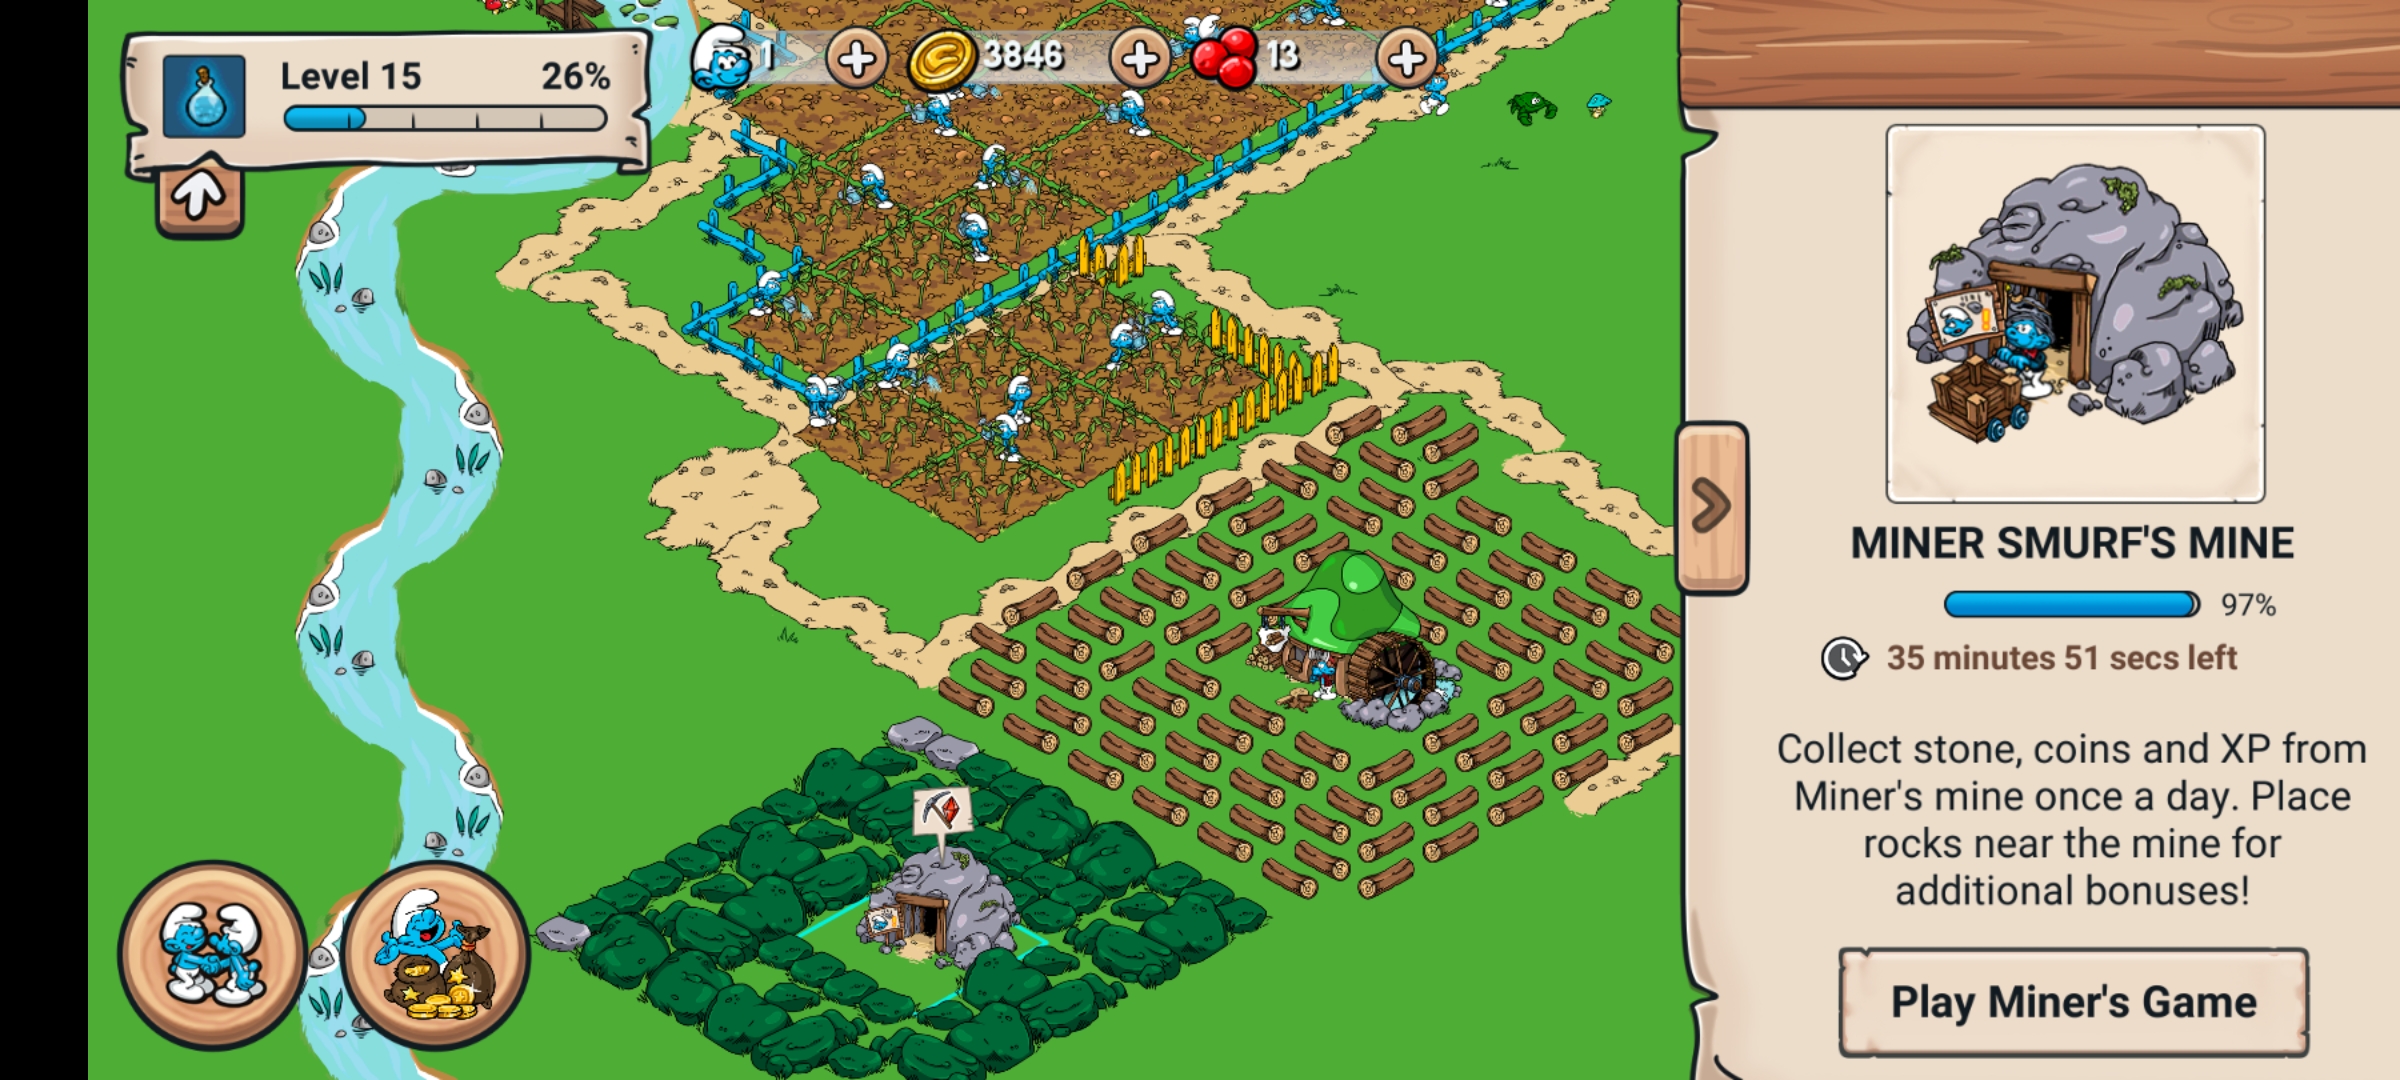 Level 15 26%
1
3846
13
MINER SMURF'S MINE
97%
35 minutes 51 secs left
Collect stone, coins and XP from
Miner's mine once a day. Place
rocks near the mine for
additional bonuses!
Play Miner's Game